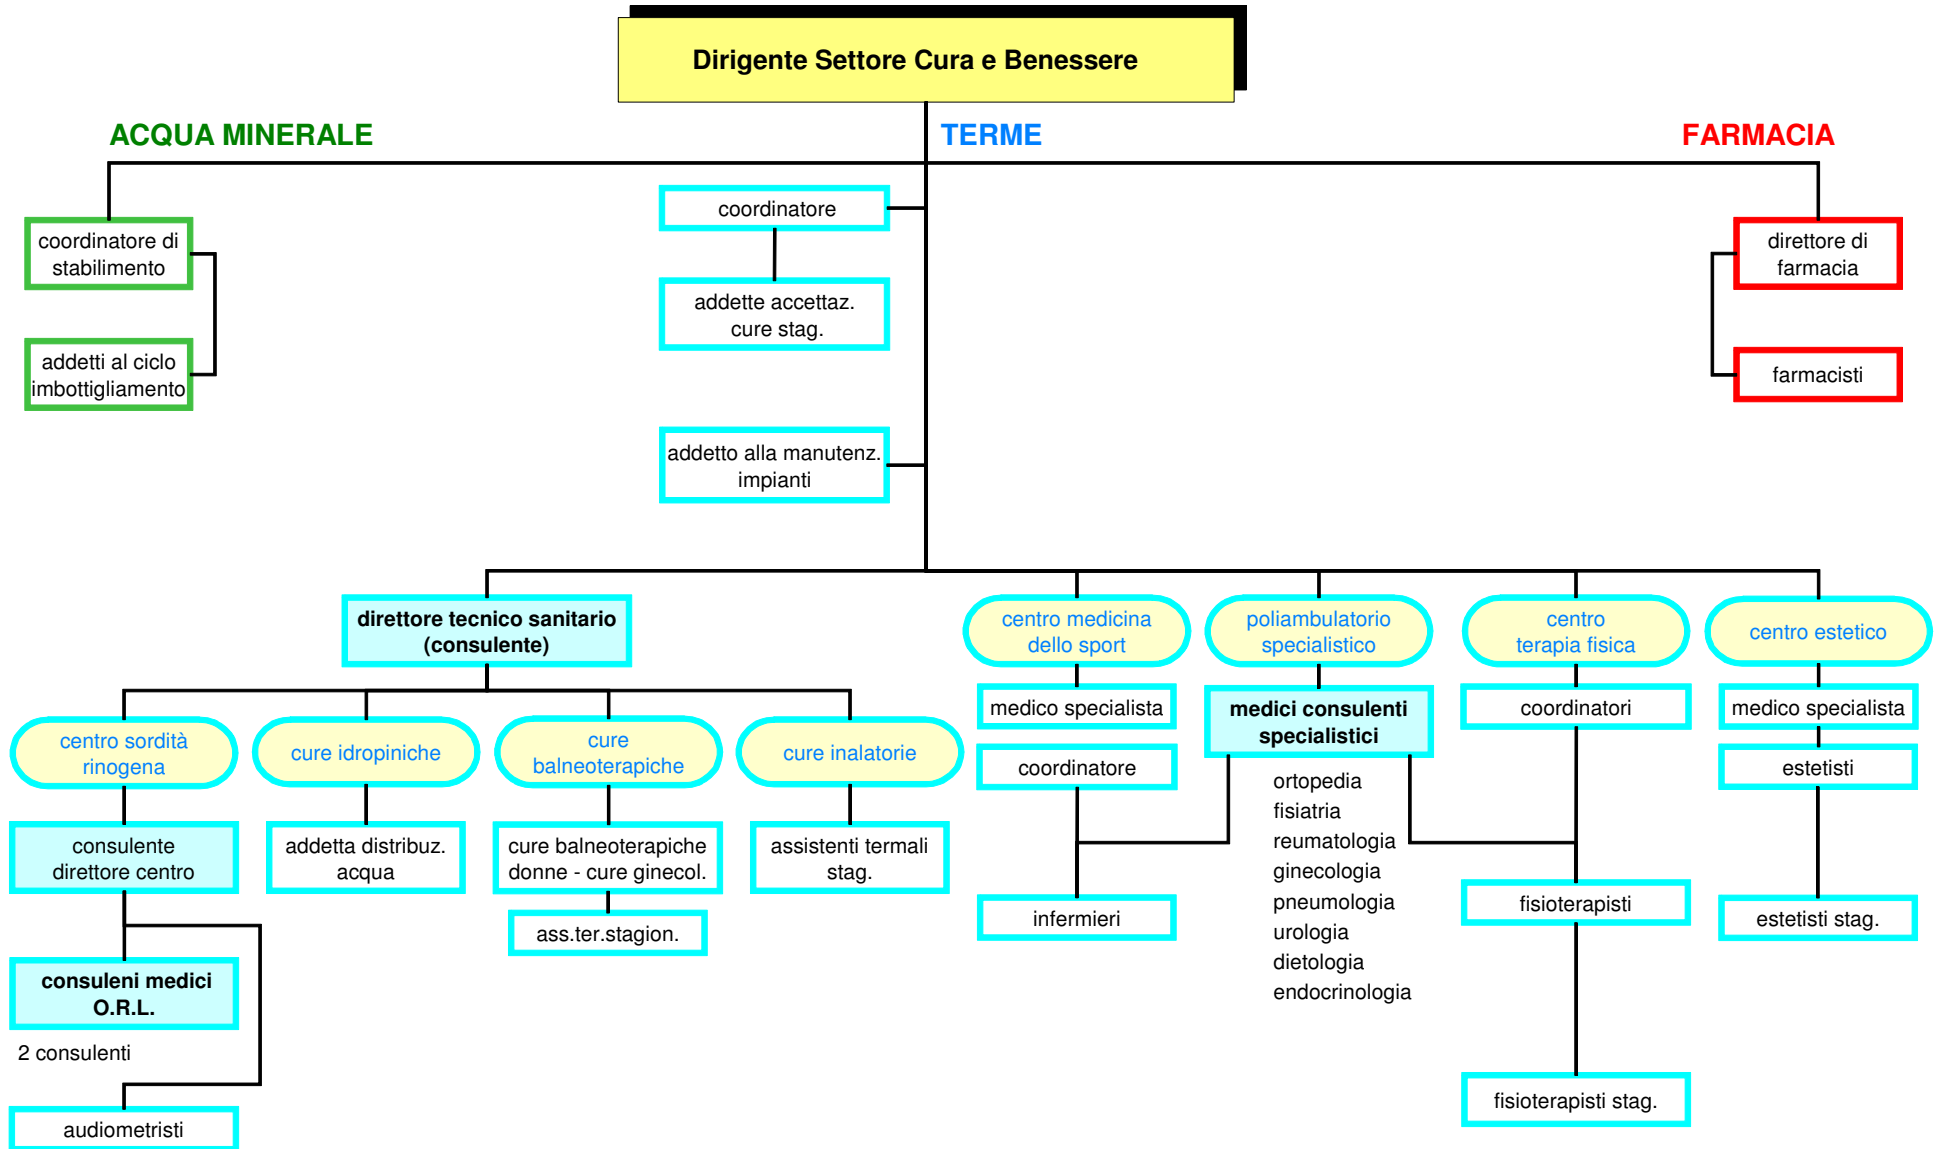 Dirigente Settore Cura e Benessere
ACQUA MINERALE
TERME
FARMACIA
coordinatore di
stabilimento
addetti al ciclo
imbottigliamento
coordinatore
addette accettaz.
cure stag.
addetto alla manutenz.
impianti
direttore di
farmacia
farmacisti
direttore tecnico sanitario
(consulente)
centro sordità
rinogena
consulente
direttore centro
consuleni medici
O.R.L.
2 consulenti
audiometristi
cure idropiniche
addetta distribuz.
acqua
cure
balneoterapiche
cure balneoterapiche
donne - cure ginecol.
ass.ter.stagion.
cure inalatorie
assistenti termali
stag.
centro medicina
dello sport
medico specialista
coordinatore
infermieri
poliambulatorio
specialistico
medici consulenti
specialistici
ortopedia
fisiatria
reumatologia
ginecologia
pneumologia
urologia
dietologia
endocrinologia
centro
terapia fisica
coordinatori
fisioterapisti
fisioterapisti stag.
centro estetico
medico specialista
estetisti
estetisti stag.